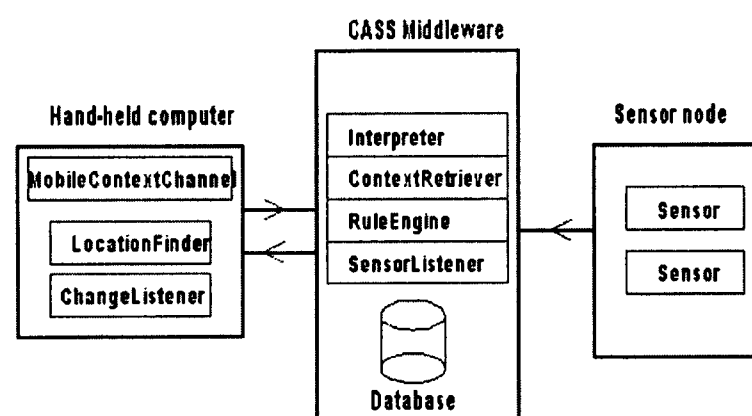 CASS Middleware
Hand-held computer
MobileContextChannel
LocationFinder
ChangeListener
Interpreter
ContextRetriever
RuleEngine
SensorListener
Database
Sensor node
Sensor
Sensor